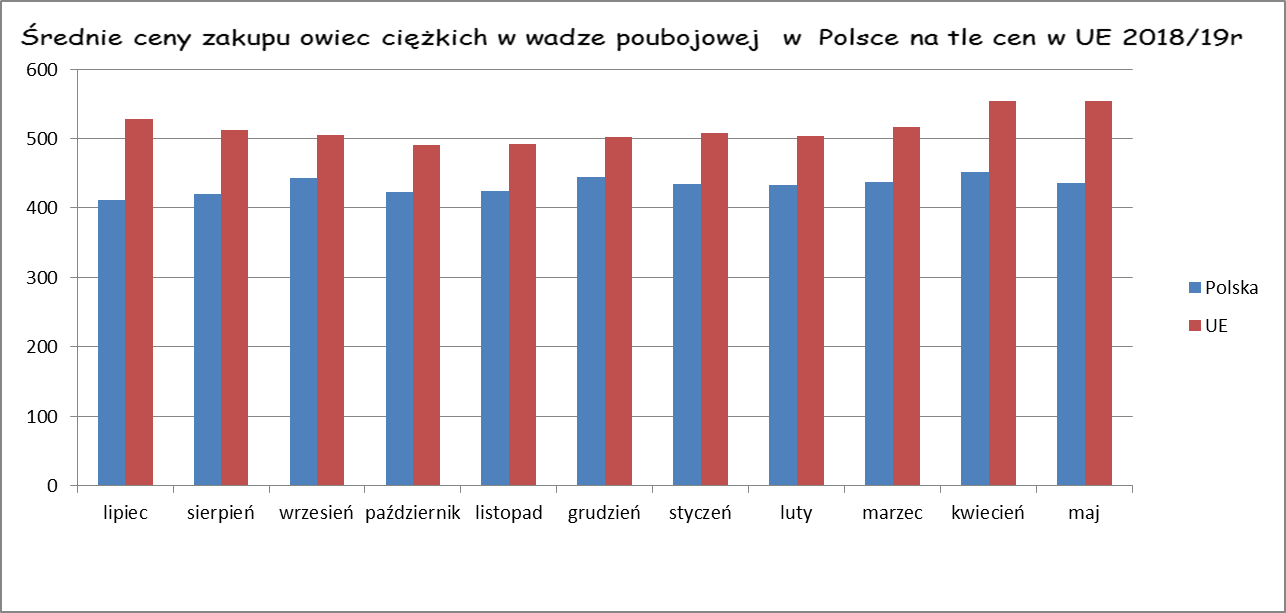 Średnie ceny zakupu owiec ciężkich w wadze poubojowej w Polsce na tle cen w UE 2018/19r
600
500
400
300
200
100
0
lipiec sierpień wrzesień październik listopad grudzień styczeń luty marzec kwiecień maj
Polska
UE